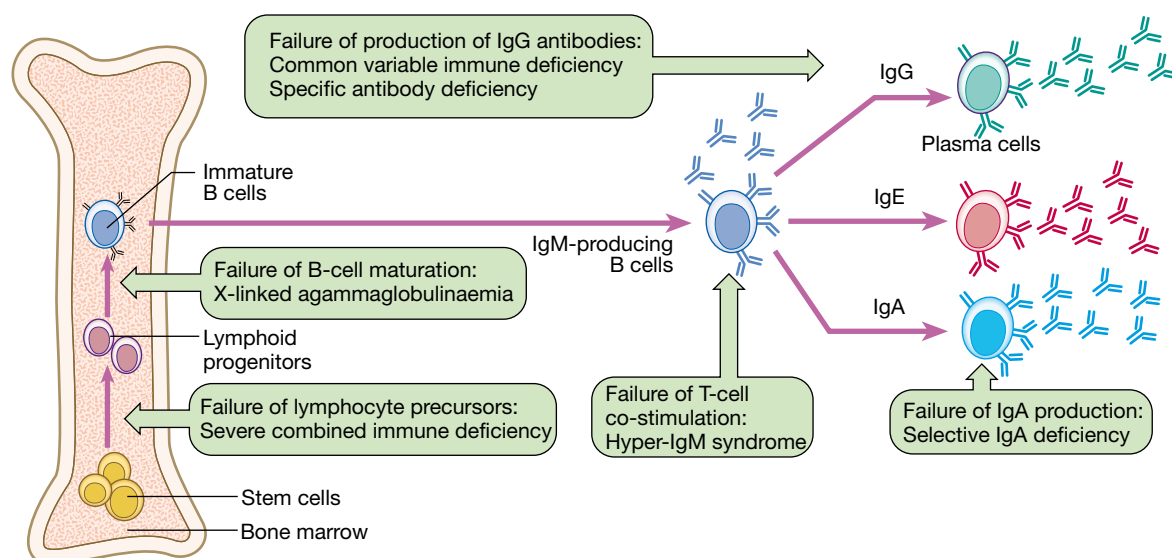 Failure of production of IgG antibodies:
Common variable immune deficiency
Specific antibody deficiency
IgG
Plasma cells
Immature
B cells
IgE
IgM-producing
B cells
Failure of B-cell maturation:
X-linked agammaglobulinaemia
IgA
Lymphoid
progenitors
Failure of T-cell
co-stimulation:
Hyper-IgM syndrome
Failure of lymphocyte precursors:
Severe combined immune deficiency
Failure of IgA production:
Selective IgA deficiency
Stem cells
Bone marrow